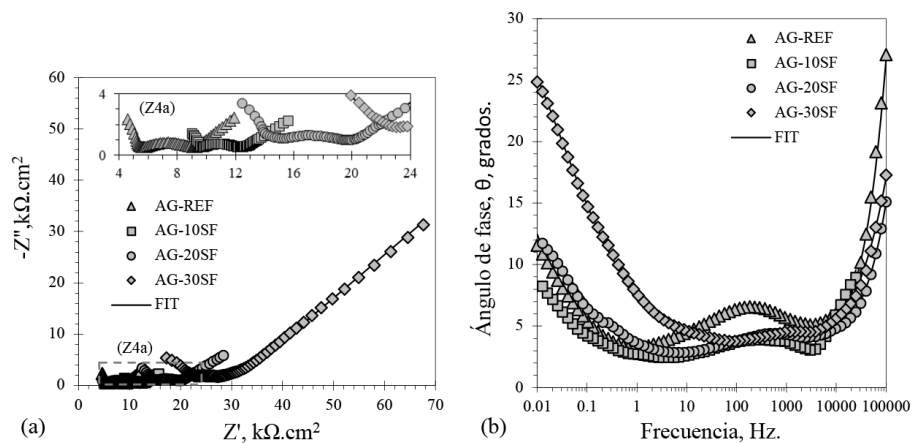 (a)
-Z",kΩ.cm²
60
50
40
30
20
10
0
4
2
0
(Z4a)
4
8
12
16
20
24
AG-REF
AG-10SF
AG-20SF
AG-30SF
FIT
(Z4a)
0
10
20
30
40
50
60
70
Z', kΩ.cm²
(b)
Ángulo de fase, θ, grados.
30
25
20
15
10
5
0
AG-REF
AG-10SF
AG-20SF
AG-30SF
FIT
0.01
0.1
1
10
100
1000
10000
100000
Frecuencia, Hz.